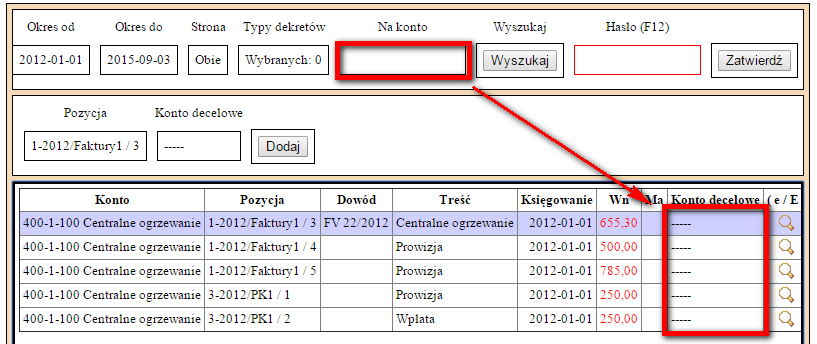 Okres od Okres do Strona Typy dekretów Na konto Wyszukaj Hasło (F12)
2012-01-01 2015-09-03 Obie Wybranych: 0 Wyszukaj Zatwierdź
Pozycja Konto decelowe
1-2012/Faktury1 / 3 ----- Dodaj
Konto Pozycja Dowód Treść Księgowanie Wn Ma Konto decelowe ( e / E
400-1-100 Centralne ogrzewanie 1-2012/Faktury1 / 3 FV 22/2012 Centralne ogrzewanie 2012-01-01 655,30 -----
400-1-100 Centralne ogrzewanie 1-2012/Faktury1 / 4 Prowizja 2012-01-01 500,00 -----
400-1-100 Centralne ogrzewanie 1-2012/Faktury1 / 5 Prowizja 2012-01-01 785,00 -----
400-1-100 Centralne ogrzewanie 3-2012/PK1 / 1 Prowizja 2012-01-01 250,00 -----
400-1-100 Centralne ogrzewanie 3-2012/PK1 / 2 Wpłata 2012-01-01 250,00 -----